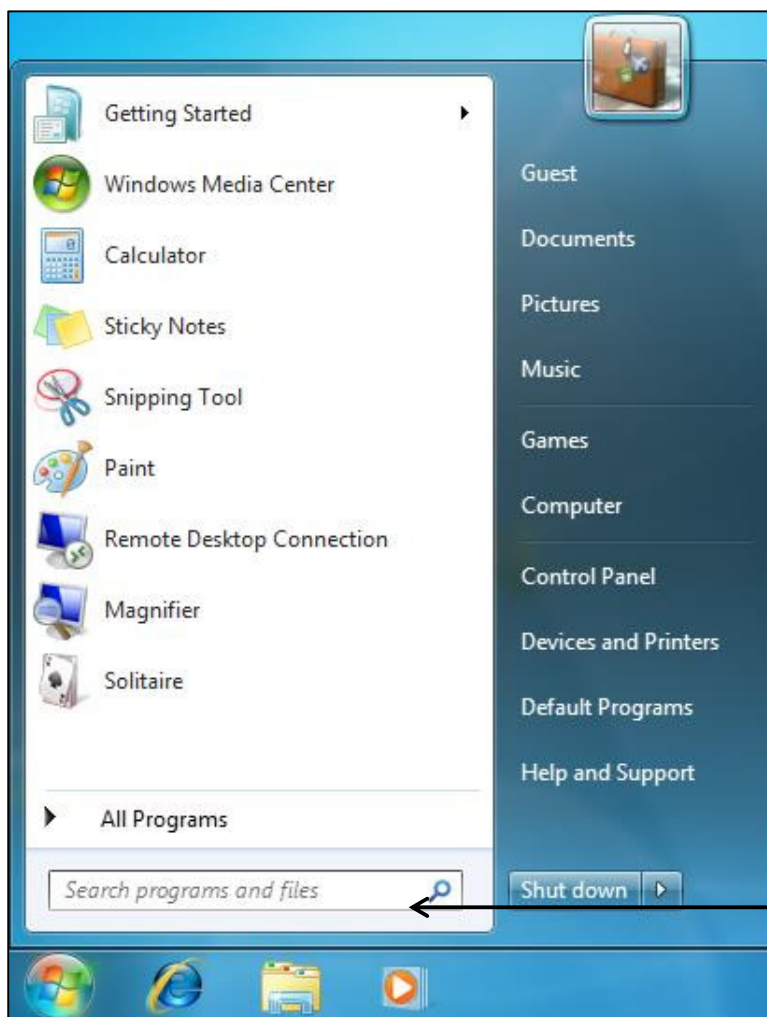 Getting Started
Windows Media Center
Calculator
Sticky Notes
Snipping Tool
Paint
Remote Desktop Connection
Magnifier
Solitaire
All Programs
Search programs and files
Guest
Documents
Pictures
Music
Games
Computer
Control Panel
Devices and Printers
Default Programs
Help and Support
Shut down